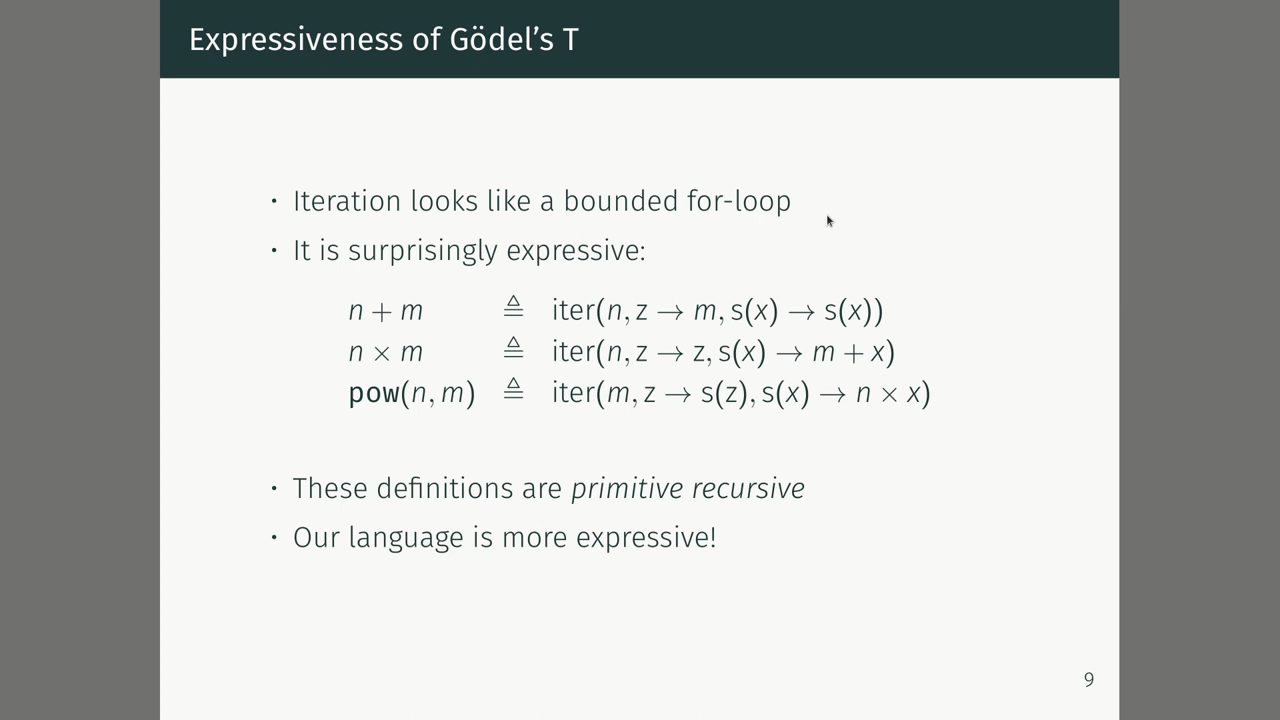 Expressiveness of Gödel’s T
· Iteration looks like a bounded for-loop
· It is surprisingly expressive:
n + m ≜ iter(n, z → m, s(x) → s(x))
n × m ≜ iter(n, z → z, s(x) → m + x)
pow(n, m) ≜ iter(m, z → s(z), s(x) → n × x)
· These definitions are primitive recursive
· Our language is more expressive!
9